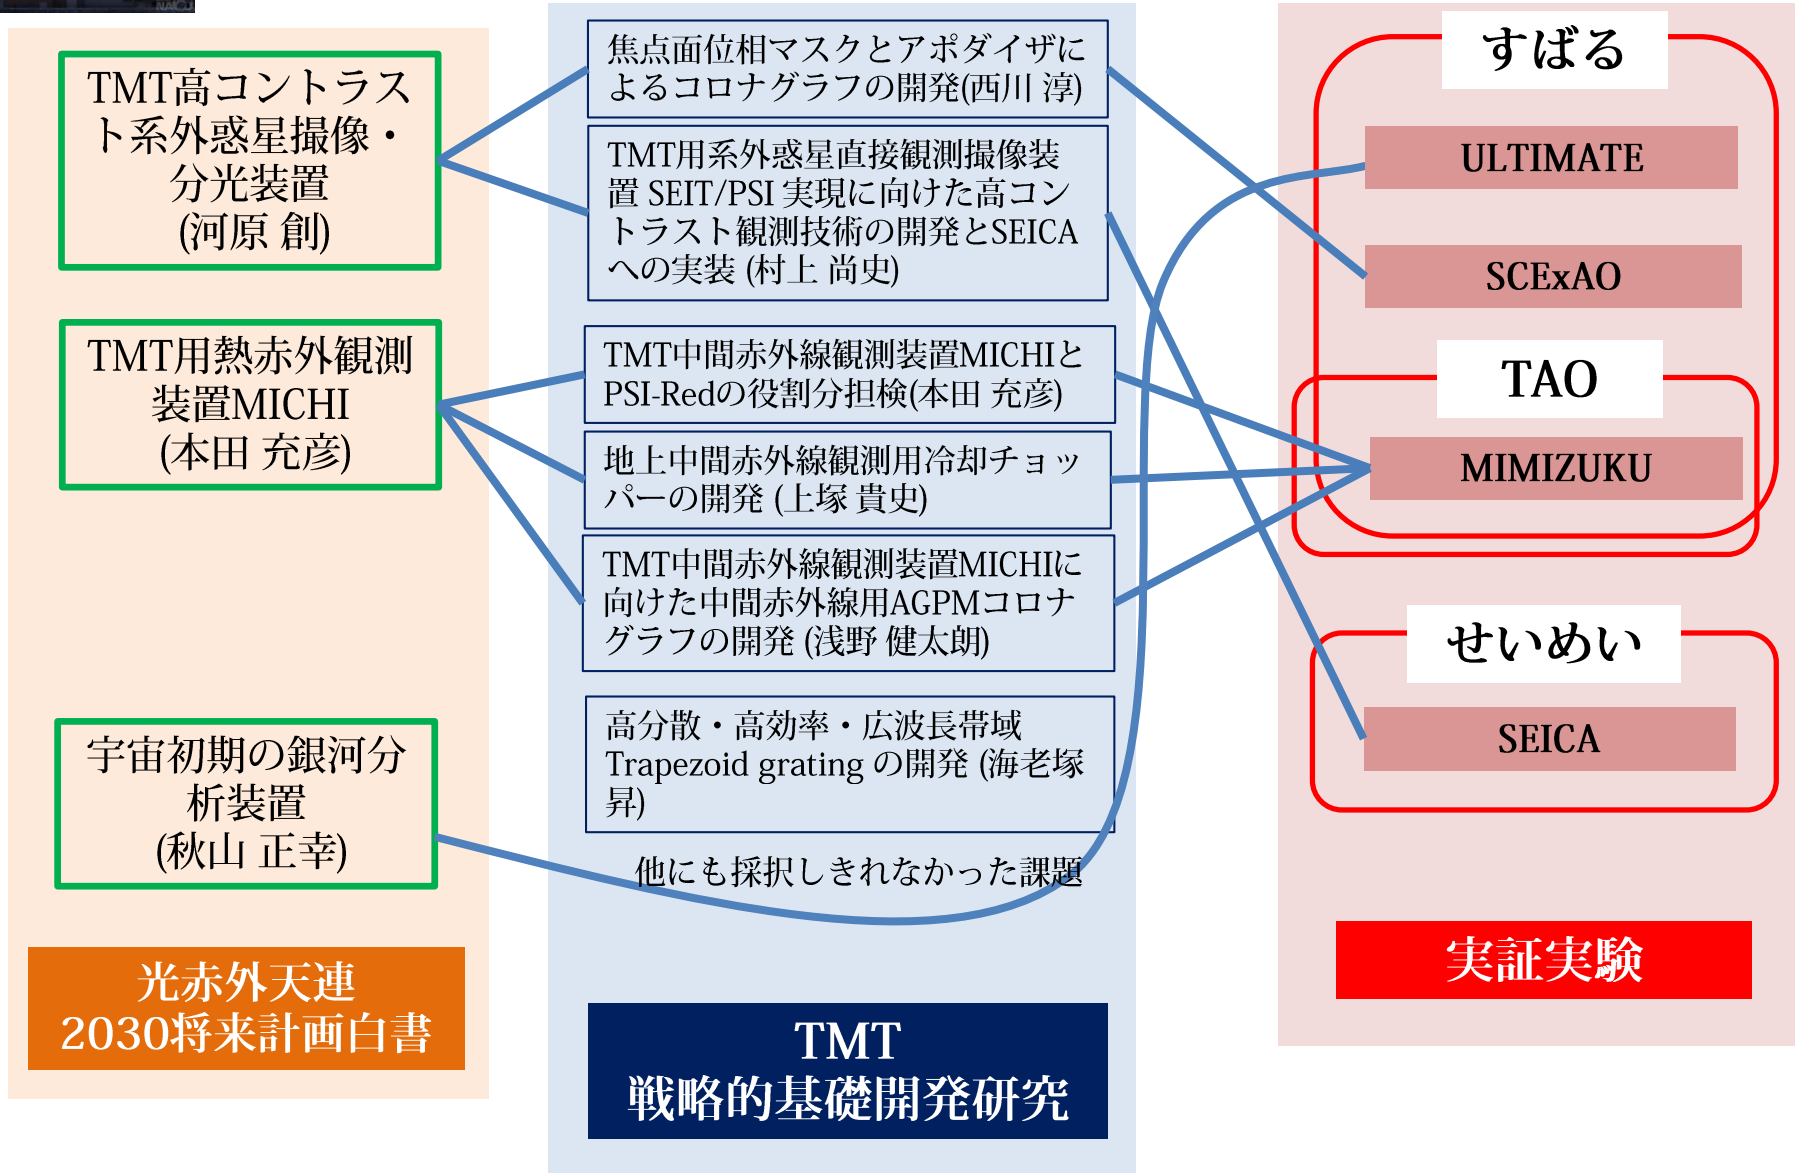 TMT高コントラス
ト系外惑星撮像・
分光装置
(河原 創)
TMT用熱赤外観測
装置MICHI
(本田 充彦)
宇宙初期の銀河分
析装置
(秋山 正幸)
光赤外天連
2030将来計画白書
焦点面位相マスクとアポダイザに
よるコロナグラフの開発(西川 淳)
TMT用系外惑星直接観測撮像装
置 SEIT/PSI 実現に向けた高コン
トラスト観測技術の開発とSEICA
への実装 (村上 尚史)
TMT中間赤外線観測装置MICHIと
PSI-Redの役割分担検(本田 充彦)
地上中間赤外線観測用冷却チョッ
パーの開発 (上塚 貴史)
TMT中間赤外線観測装置MICHIに
向けた中間赤外線用AGPMコロナ
グラフの開発 (浅野 健太朗)
高分散・高効率・広波長帯域
Trapezoid grating の開発 (海老塚
昇)
他にも採択しきれなかった課題
TMT
戦略的基礎開発研究
すばる
ULTIMATE
SCExAO
TAO
MIMIZUKU
せいめい
SEICA
実証実験